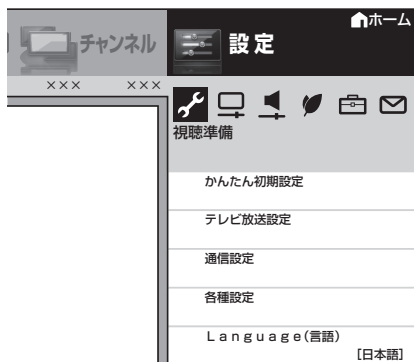 チャンネル
設定
ホーム
××× ×××
視聴準備
かんたん初期設定
テレビ放送設定
通信設定
各種設定
Ｌａｎｇｕａｇｅ(言語)
[日本語]